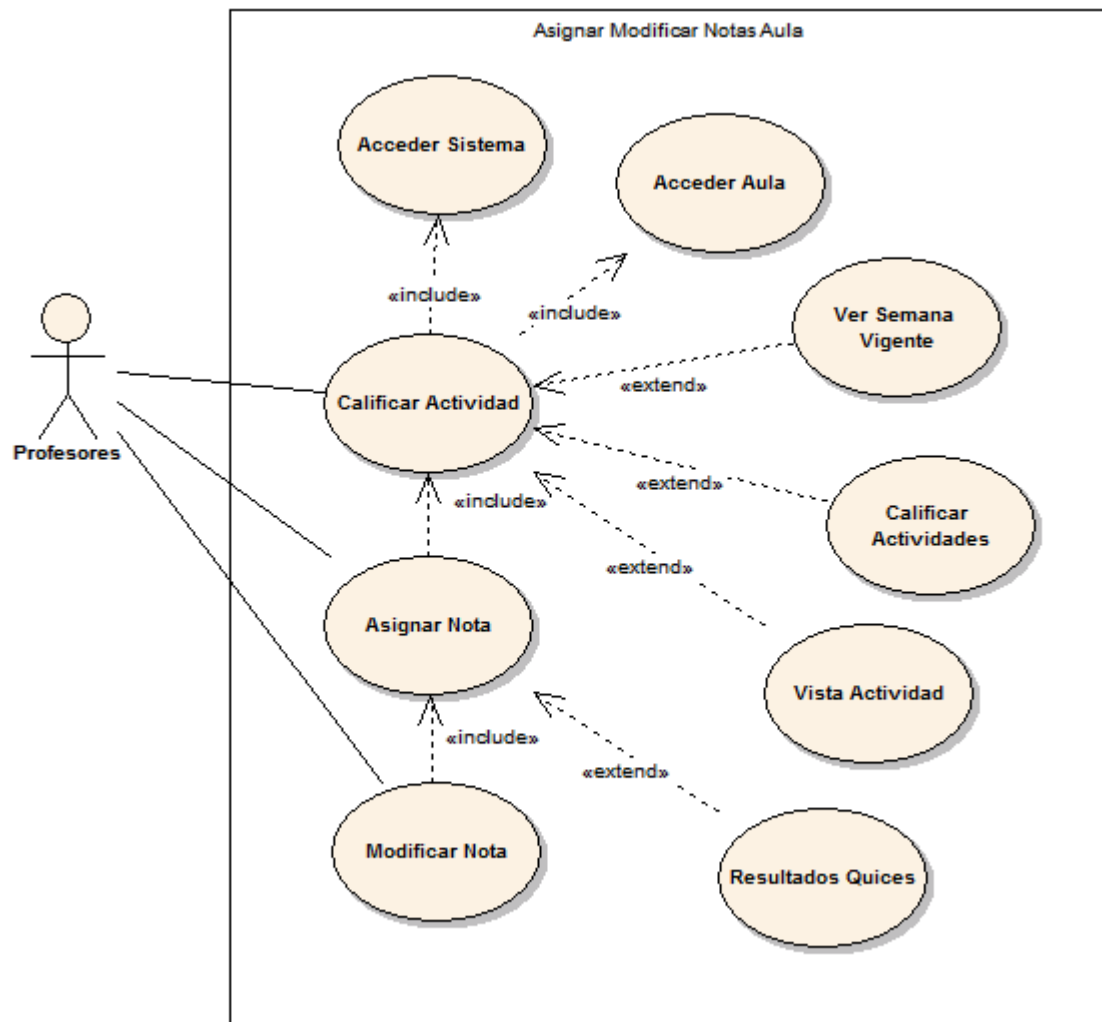 Asignar Modificar Notas Aula
Acceder Sistema
Acceder Aula
«include»
«include»
Ver Semana
Vigente
Profesores
Calificar Actividad
«extend»
«extend»
«include»
Calificar
Actividades
«extend»
Asignar Nota
Vista Actividad
«include»
«extend»
Modificar Nota
Resultados Quices